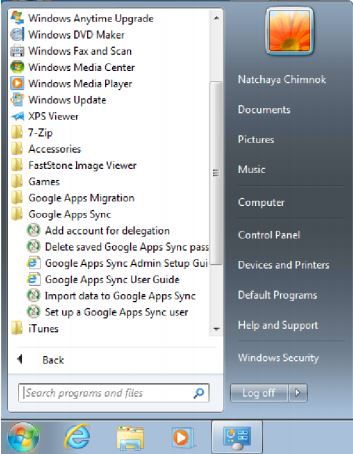 Windows Anytime Upgrade
Windows DVD Maker
Windows Fax and Scan
Windows Media Center
Windows Media Player
Windows Update
XPS Viewer
7-Zip
Accessories
FastStone Image Viewer
Games
Google Apps Migration
Google Apps Sync
Add account for delegation
Delete saved Google Apps Sync pass
Google Apps Sync Admin Setup Gui
Google Apps Sync User Guide
Import data to Google Apps Sync
Set up a Google Apps Sync user
iTunes
Back
Search programs and files
Natchaya Chimnok
Documents
Pictures
Music
Computer
Control Panel
Devices and Printers
Default Programs
Help and Support
Windows Security
Log off